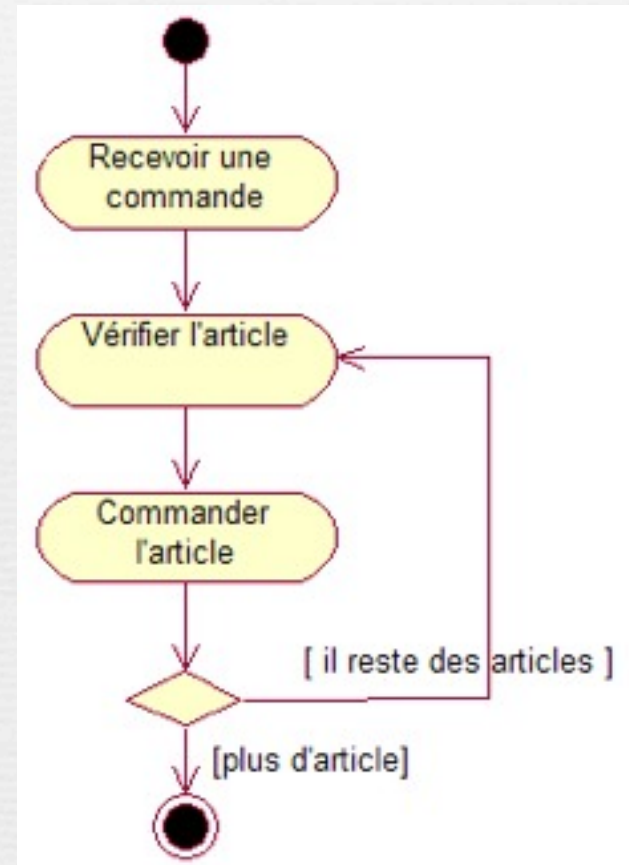 Recevoir une
commande
Vérifier l'article
Commander
l'article
[ il reste des articles ]
[plus d'article]